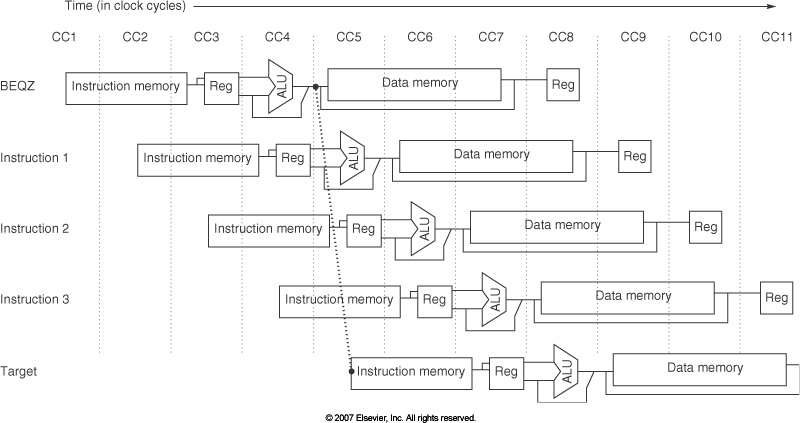 Time (in clock cycles)
CC1 CC2 CC3 CC4 CC5 CC6 CC7 CC8 CC9 CC10 CC11
BEQZ Instruction memory Reg ALU Data memory Reg
Instruction 1 Instruction memory Reg ALU Data memory Reg
Instruction 2 Instruction memory Reg ALU Data memory Reg
Instruction 3 Instruction memory Reg ALU Data memory Reg
Target Instruction memory Reg ALU Data memory
© 2007 Elsevier, Inc. All rights reserved.